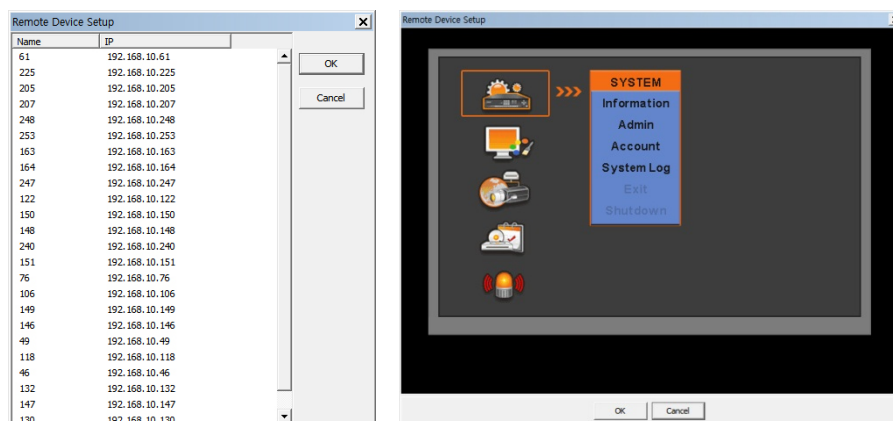 Remote Device Setup
Name IP
61 192.168.10.61
225 192.168.10.225
205 192.168.10.205
207 192.168.10.207
248 192.168.10.248
253 192.168.10.253
163 192.168.10.163
164 192.168.10.164
247 192.168.10.247
122 192.168.10.122
150 192.168.10.150
148 192.168.10.148
240 192.168.10.240
151 192.168.10.151
76 192.168.10.76
106 192.168.10.106
149 192.168.10.149
146 192.168.10.146
49 192.168.10.49
118 192.168.10.118
46 192.168.10.46
132 192.168.10.132
147 192.168.10.147
130 192.168.10.130
OK
Cancel
Remote Device Setup
SYSTEM
Information
Admin
Account
System Log
Exit
Shutdown
OK Cancel